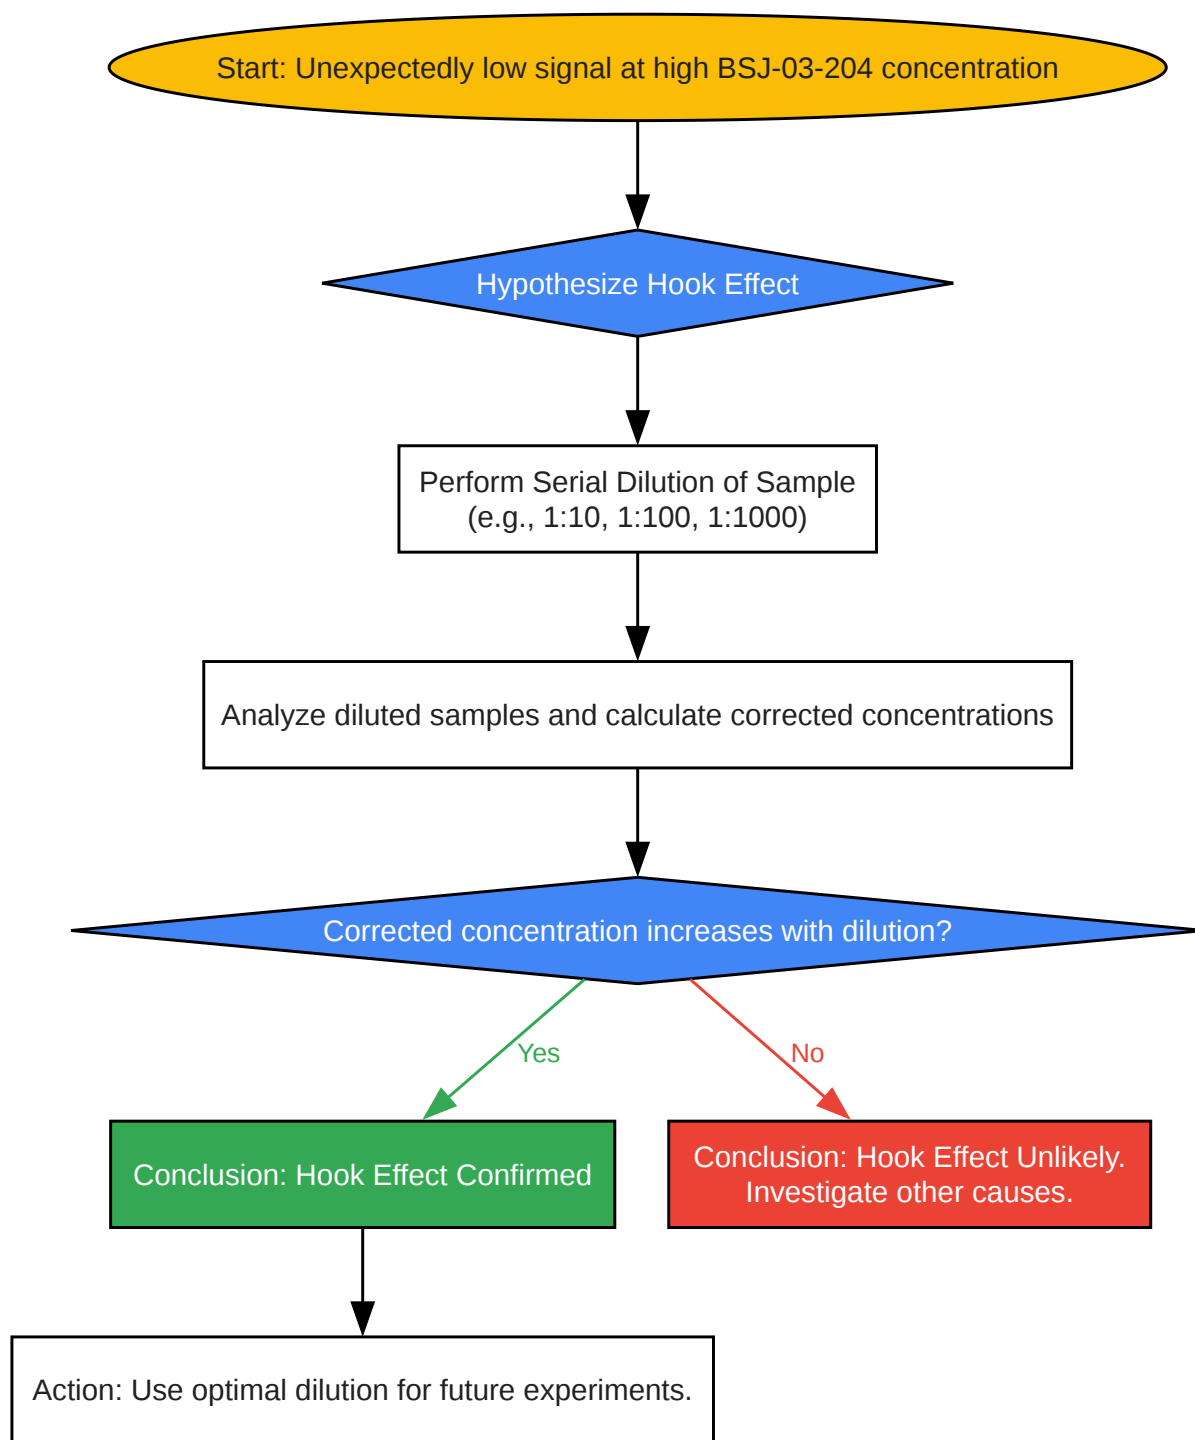 Start: Unexpectedly low signal at high BSJ-03-204 concentration
Hypothesize Hook Effect
Perform Serial Dilution of Sample
(e.g., 1:10, 1:100, 1:1000)
Analyze diluted samples and calculate corrected concentrations
Corrected concentration increases with dilution?
Yes
No
Conclusion: Hook Effect Confirmed
Conclusion: Hook Effect Unlikely.
Investigate other causes.
Action: Use optimal dilution for future experiments.